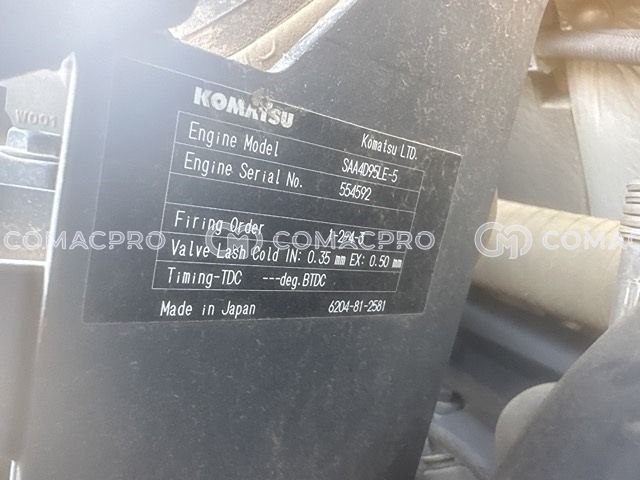 W001
KOMATSU
Komatsu LTD.
Engine Model SAA4D95LE-5
Engine Serial No. 554592
Firing Order 1-2-4-3
COMACPRO COMACPRO
Valve Lash Cold IN: 0.35 mm EX: 0.50 mm
Timing-TDC ---deg.BTDC
Made in Japan 6204-81-2581